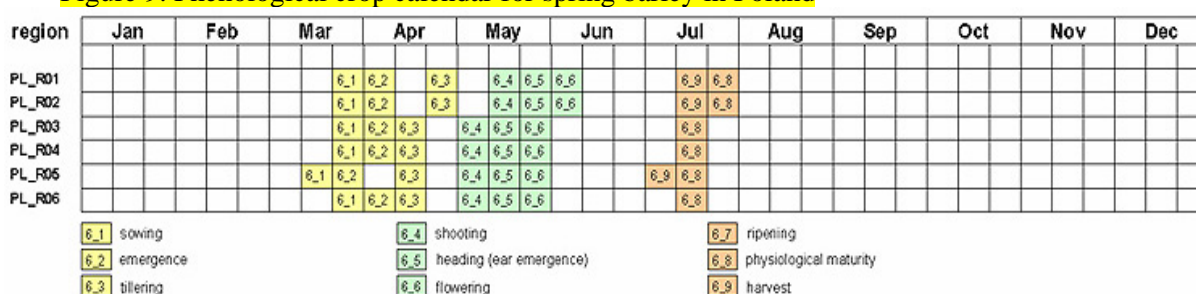 Figure 9. Phenological crop calendar for spring barley in Poland
region Jan Feb Mar Apr May Jun Jul Aug Sep Oct Nov Dec
PL_R01 6_1 6_2 6_3 6_4 6_5 6_6 6_9 6_8
PL_R02 6_1 6_2 6_3 6_4 6_5 6_6 6_9 6_8
PL_R03 6_1 6_2 6_3 6_4 6_5 6_6 6_8
PL_R04 6_1 6_2 6_3 6_4 6_5 6_6 6_8
PL_R05 6_1 6_2 6_3 6_4 6_5 6_6 6_9 6_8
PL_R06 6_1 6_2 6_3 6_4 6_5 6_6 6_8
6_1 sowing 6_4 shooting 6_7 ripening
6_2 emergence 6_5 heading (ear emergence) 6_8 physiological maturity
6_3 tillering 6_6 flowering 6_9 harvest